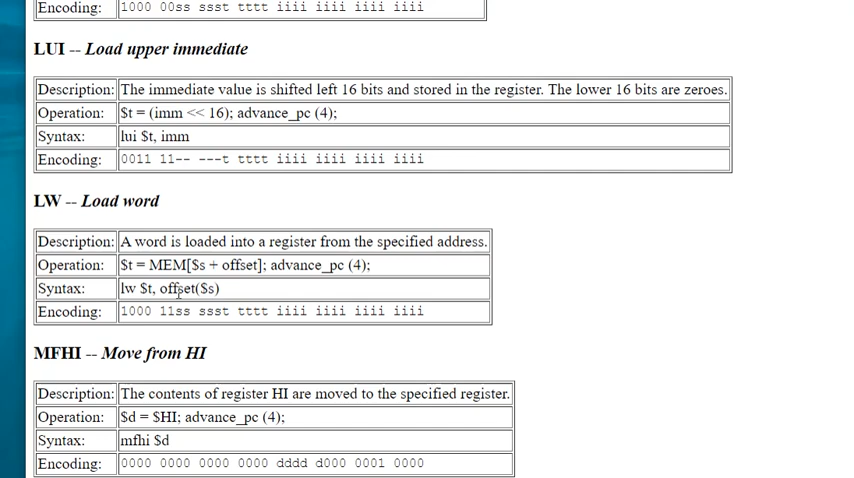 Encoding: 1000 00ss ssst tttt iiii iiii iiii iiii
LUI -- Load upper immediate
Description: The immediate value is shifted left 16 bits and stored in the register. The lower 16 bits are zeroes.
Operation: $t = (imm << 16); advance_pc (4);
Syntax: lui $t, imm
Encoding: 0011 11-- ---t tttt iiii iiii iiii iiii
LW -- Load word
Description: A word is loaded into a register from the specified address.
Operation: $t = MEM[$s + offset]; advance_pc (4);
Syntax: lw $t, offset($s)
Encoding: 1000 11ss ssst tttt iiii iiii iiii iiii
MFHI -- Move from HI
Description: The contents of register HI are moved to the specified register.
Operation: $d = $HI; advance_pc (4);
Syntax: mfhi $d
Encoding: 0000 0000 0000 0000 dddd d000 0001 0000